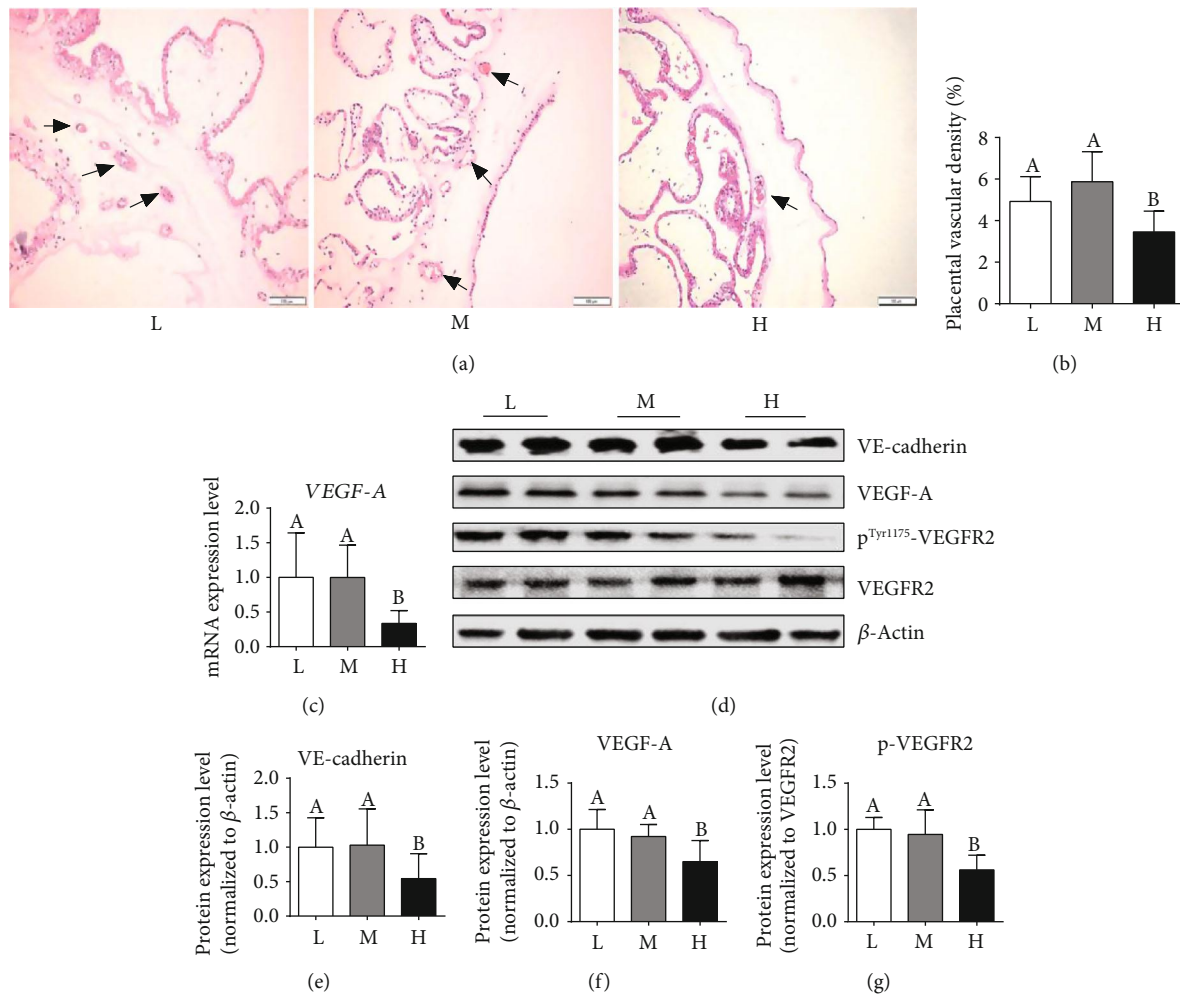 L
M
H
(a)
Placental vascular density (%)
8
6
4
2
0
A
A
B
L
M
H
(b)
VEGF-A
mRNA expression level
2.0
1.5
1.0
0.5
0.0
A
A
B
L
M
H
(c)
L
M
H
VE-cadherin
VEGF-A
pTyr1175-VEGFR2
VEGFR2
β-Actin
(d)
VE-cadherin
Protein expression level
(normalized to β-actin)
2.0
1.5
1.0
0.5
0.0
A
A
B
L
M
H
(e)
VEGF-A
Protein expression level
(normalized to β-actin)
1.5
1.0
0.5
0.0
A
A
B
L
M
H
(f)
p-VEGFR2
Protein expression level
(normalized to VEGFR2)
1.5
1.0
0.5
0.0
A
A
B
L
M
H
(g)